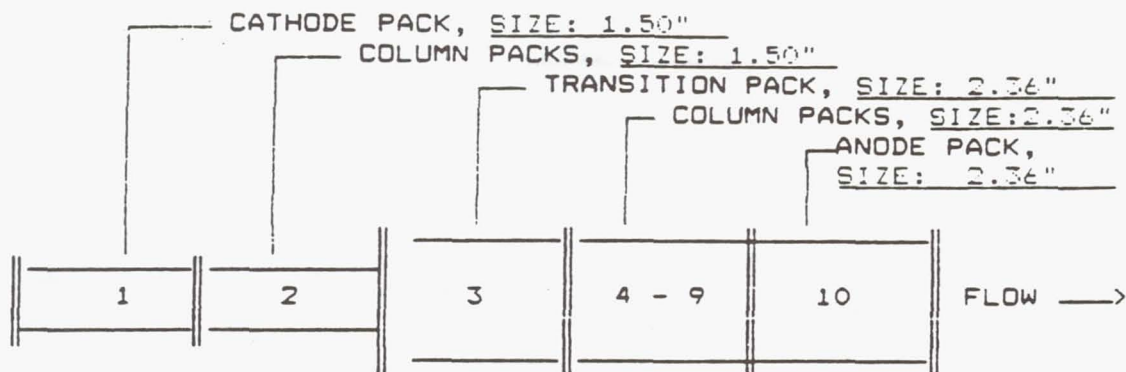 CATHODE PACK, SIZE: 1.50"
COLUMN PACKS, SIZE: 1.50"
TRANSITION PACK, SIZE: 2.36"
COLUMN PACKS, SIZE:2.36"
ANODE PACK,
SIZE: 2.36"
1 2 3 4 - 9 10 FLOW